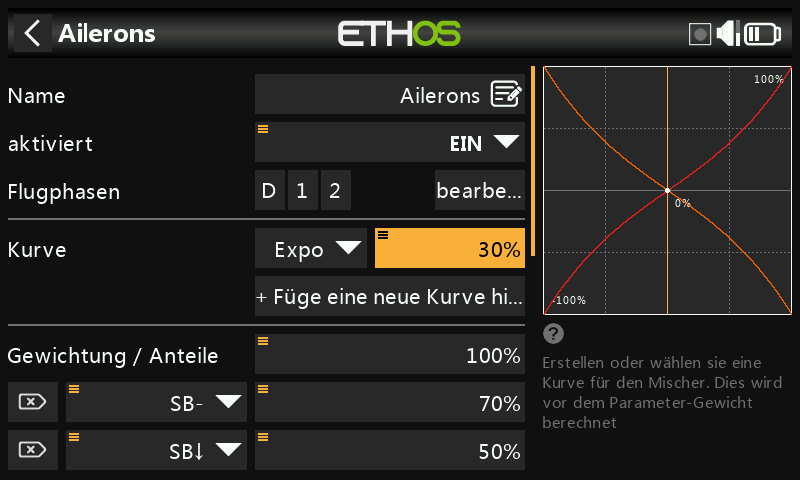 Ailerons
ETHOS
Name
Ailerons
aktiviert
EIN
Flugphasen
D 1 2
bearbe...
Kurve
Expo
30%
+ Füge eine neue Kurve hi...
Gewichtung / Anteile
100%
SB-
70%
SB↓
50%
100%
0%
-100%
?
Erstellen oder wählen sie eine
Kurve für den Mischer. Dies wird
vor dem Parameter-Gewicht
berechnet